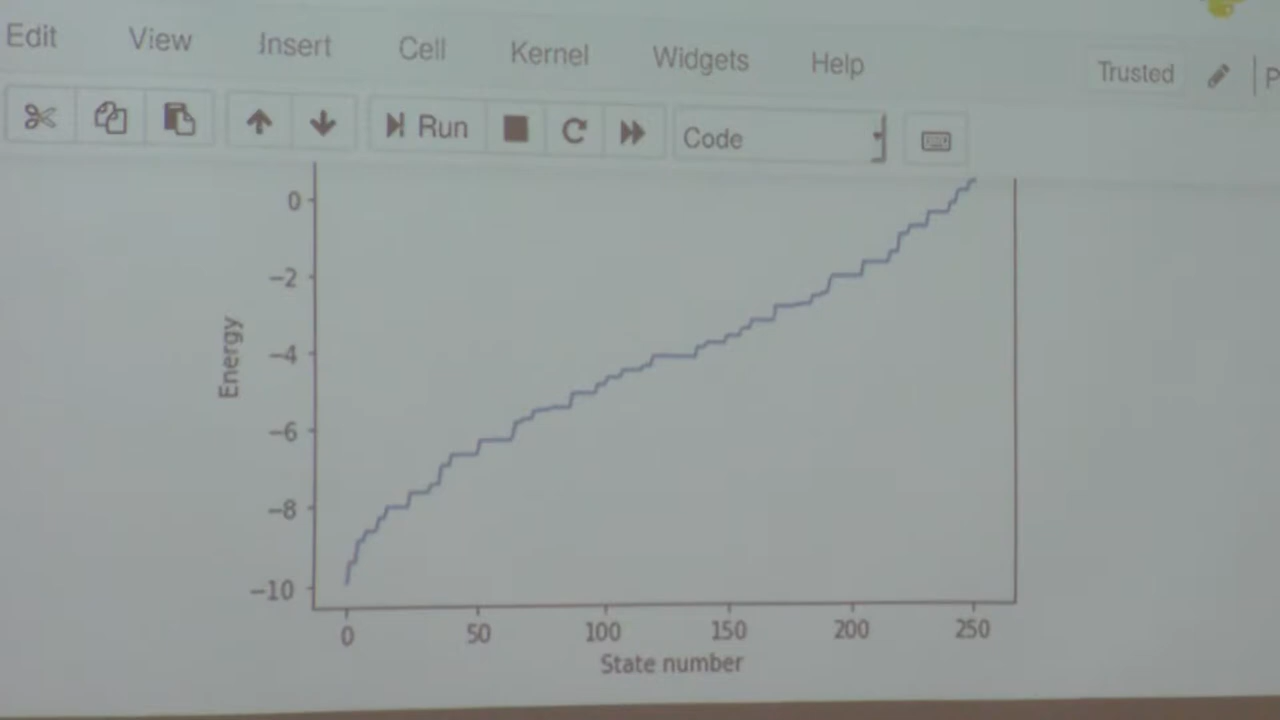 Edit View Insert Cell Kernel Widgets Help Trusted P
Run Code
0
−2
−4
−6
−8
−10
Energy
0 50 100 150 200 250
State number